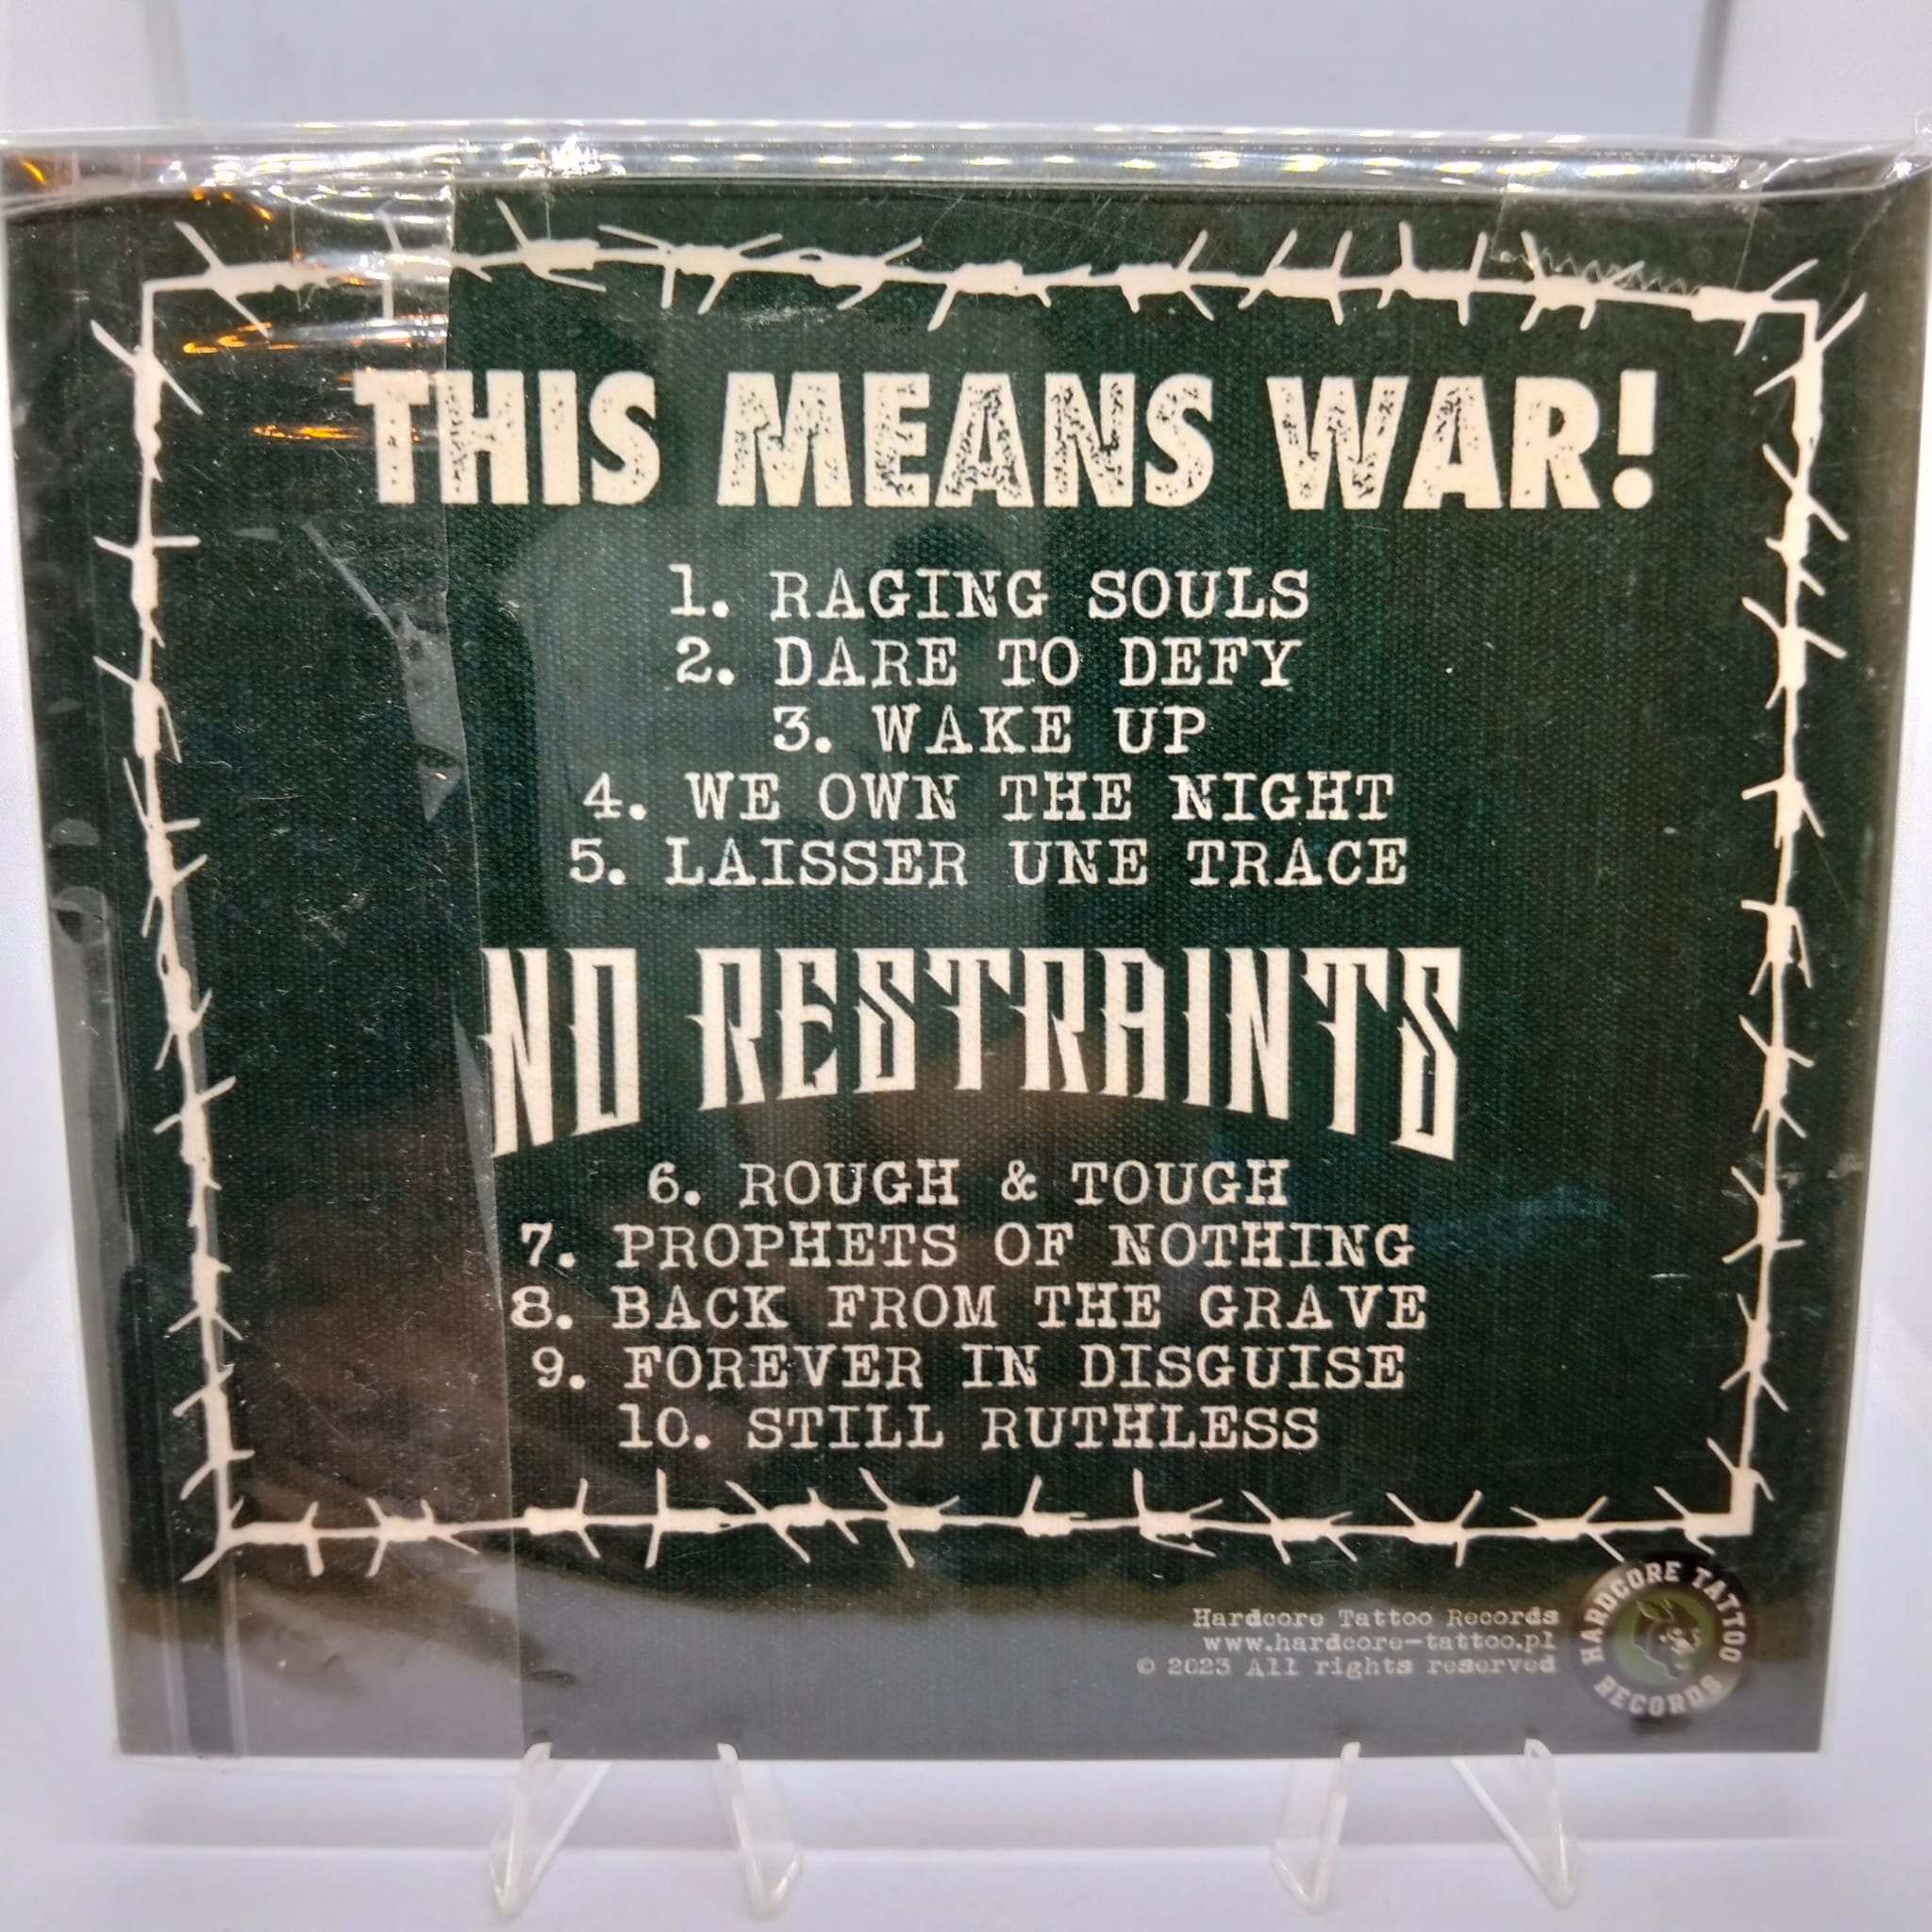 THIS MEANS WAR!
1. RAGING SOULS
2. DARE TO DEFY
3. WAKE UP
4. WE OWN THE NIGHT
5. LAISSER UNE TRACE
NO RESTRAINTS
6. ROUGH & TOUGH
7. PROPHETS OF NOTHING
8. BACK FROM THE GRAVE
9. FOREVER IN DISGUISE
10. STILL RUTHLESS
Hardcore Tattoo Records
www.hardcore-tattoo.pl
© 2023 All rights reserved
HARDCORE TATTOO
RECORDS